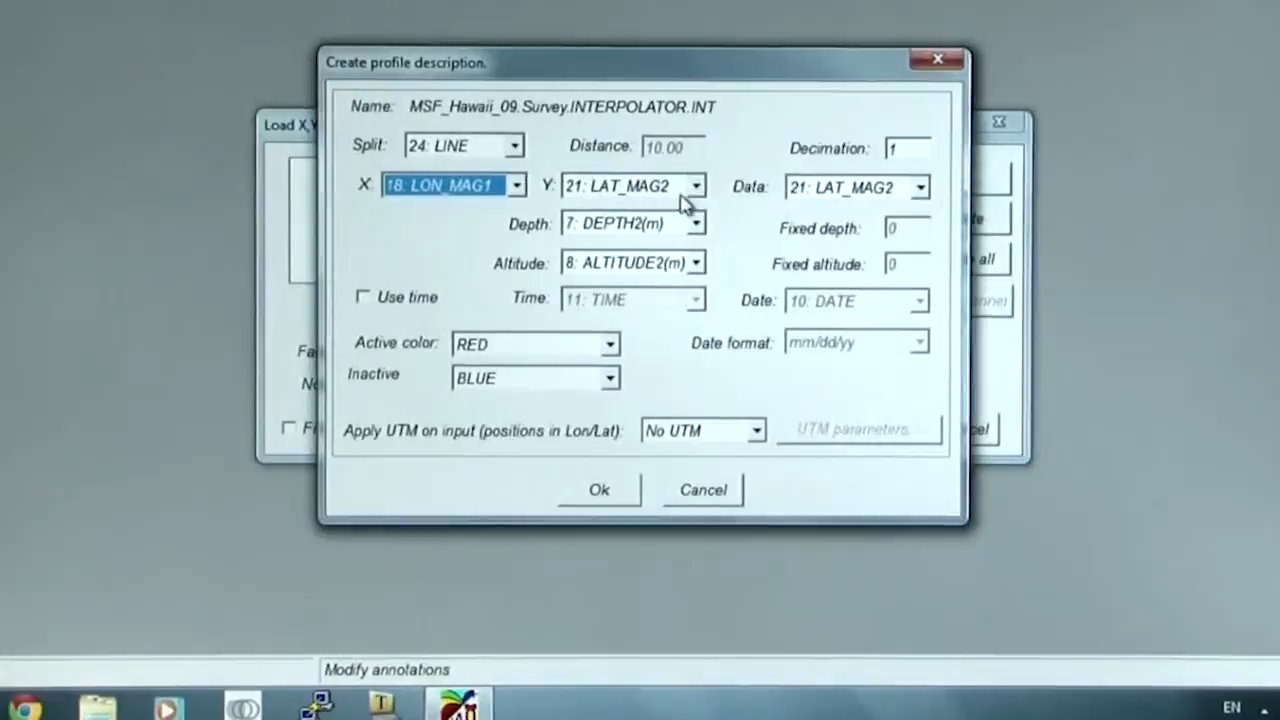 Create profile description.
Load X,Y
Name: MSF_Hawaii_09.Survey.INTERPOLATOR.INT
Split: 24: LINE Distance: 10.00 Decimation: 1
X: 18: LON_MAG1 Y: 21: LAT_MAG2 Data: 21: LAT_MAG2
Depth: 7: DEPTH2(m) Fixed depth: 0
Altitude: 8: ALTITUDE2(m) Fixed altitude: 0
all
Use time Time: 11: TIME Date: 10: DATE
Active color: RED Date format: mm/dd/yy
Inactive BLUE
Apply UTM on input (positions in Lon/Lat): No UTM UTM parameters
Ok Cancel
Modify annotations
T
EN